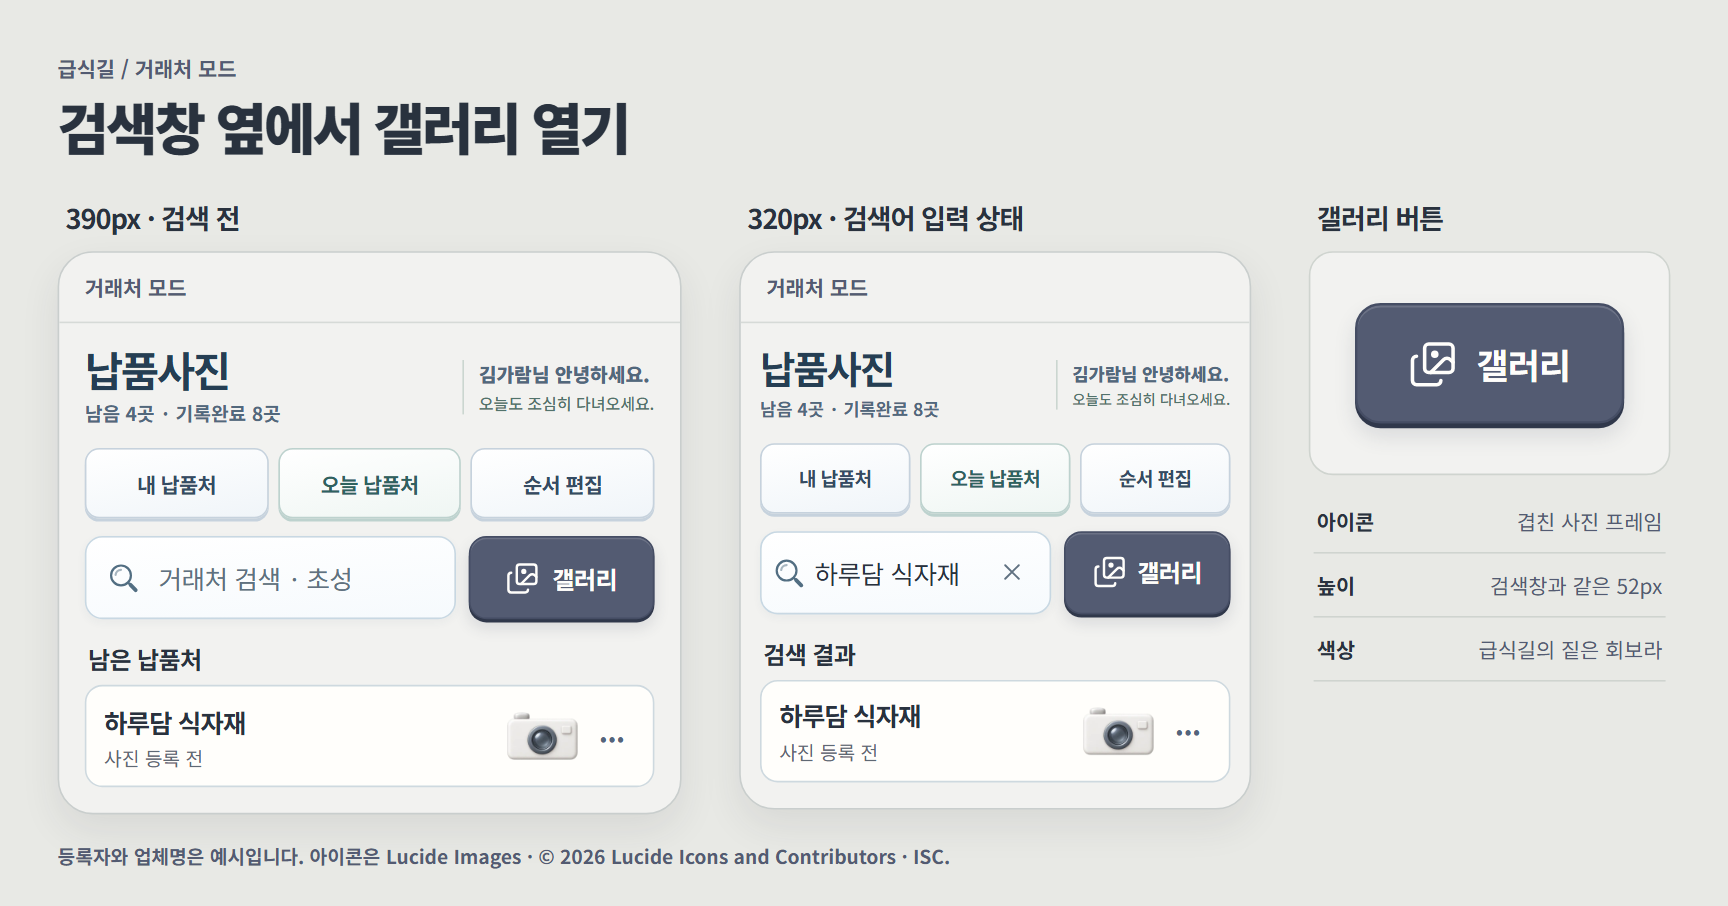 급식길 / 거래처 모드
검색창 옆에서 갤러리 열기
390px · 검색 전
거래처 모드
납품사진
남음 4곳 · 기록완료 8곳
김가람님 안녕하세요.
오늘도 조심히 다녀오세요.
내 납품처
오늘 납품처
순서 편집
거래처 검색 · 초성
갤러리
남은 납품처
하루담 식자재
사진 등록 전
320px · 검색어 입력 상태
거래처 모드
납품사진
남음 4곳 · 기록완료 8곳
김가람님 안녕하세요.
오늘도 조심히 다녀오세요.
내 납품처
오늘 납품처
순서 편집
하루담 식자재
갤러리
검색 결과
하루담 식자재
사진 등록 전
갤러리 버튼
갤러리
아이콘 겹친 사진 프레임
높이 검색창과 같은 52px
색상 급식길의 짙은 회보라
등록자와 업체명은 예시입니다. 아이콘은 Lucide Images · © 2026 Lucide Icons and Contributors · ISC.